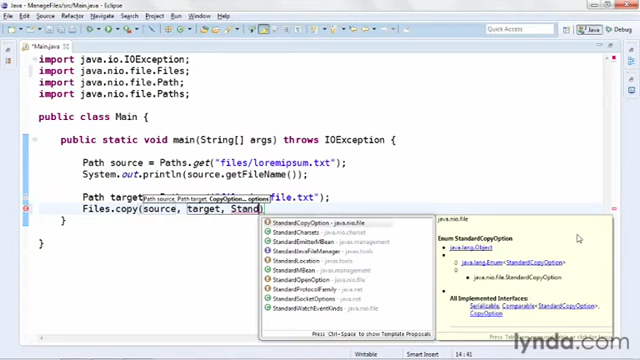 ManageFiles/src/Main.java - Eclipse
File Edit Source Refactor Navigate Search Project Run Window Help
Quick Access
Java Debug
*Main.java
import java.io.IOException;
import java.nio.file.Files;
import java.nio.file.Path;
import java.nio.file.Paths;
public class Main {
public static void main(String[] args) throws IOException {
Path source = Paths.get("files/loremipsum.txt");
System.out.println(source.getFileName());
Path source, Path target, CopyOption... options
Path target file.txt");
Files.copy(source, target, Stand)
}
}
StandardCopyOption - java.nio.file
StandardCharsets
StandardEmitterMBean - javax.management
StandardJavaFileManager - javax.tools
StandardLocation - javax.tools
StandardMBean - javax.management
StandardOpenOption - java.nio.file
StandardProtocolFamily - java.net
StandardSocketOptions - java.net
StandardWatchEventKinds - java.nio.file
Press 'Ctrl+Space' to show Template Proposals
java.nio.file
Enum StandardCopyOption
java.lang.Object
java.lang.Enum<StandardCopyOption>
java.nio.file.StandardCopyOption
All Implemented Interfaces:
Serializable, Comparable<StandardCopyOption>,
CopyOption
lynda.com
Writable Smart Insert 14 : 41